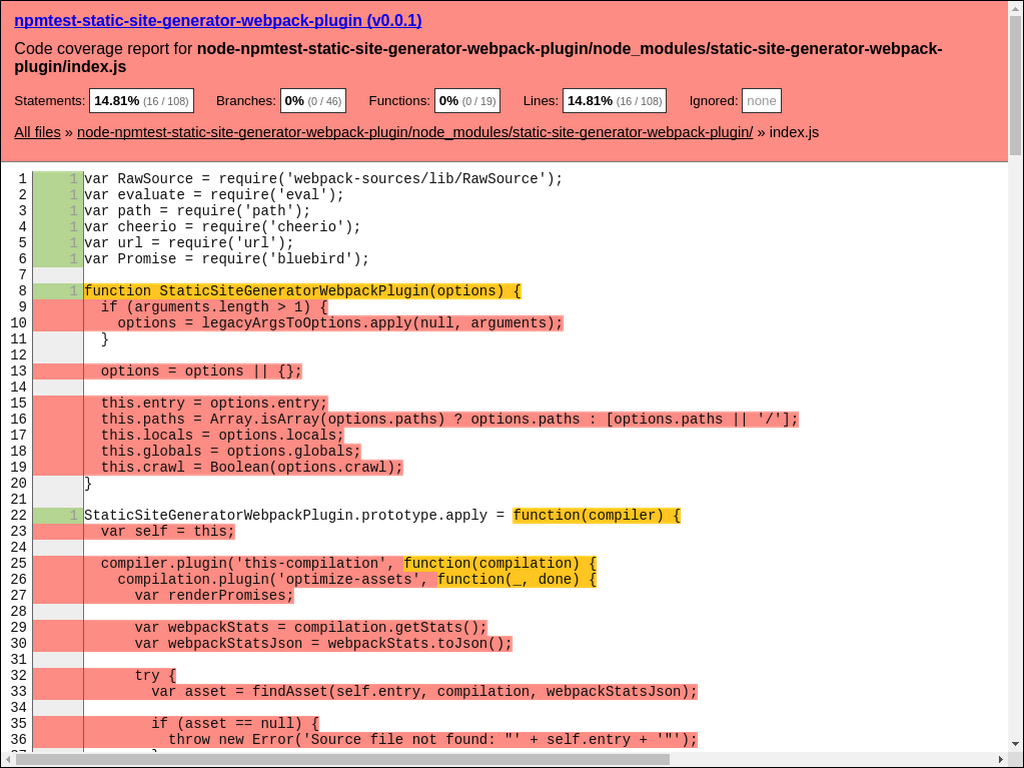 npmtest-static-site-generator-webpack-plugin (v0.0.1)
Code coverage report for node-npmtest-static-site-generator-webpack-plugin/node_modules/static-site-generator-webpack-
plugin/index.js
Statements: 14.81% (16 / 108) Branches: 0% (0 / 46) Functions: 0% (0 / 19) Lines: 14.81% (16 / 108) Ignored: none
All files » node-npmtest-static-site-generator-webpack-plugin/node_modules/static-site-generator-webpack-plugin/ » index.js
1 1 var RawSource = require('webpack-sources/lib/RawSource');
2 1 var evaluate = require('eval');
3 1 var path = require('path');
4 1 var cheerio = require('cheerio');
5 1 var url = require('url');
6 1 var Promise = require('bluebird');
7
8 1 function StaticSiteGeneratorWebpackPlugin(options) {
9 if (arguments.length > 1) {
10 options = legacyArgsToOptions.apply(null, arguments);
11 }
12
13 options = options || {};
14
15 this.entry = options.entry;
16 this.paths = Array.isArray(options.paths) ? options.paths : [options.paths || '/'];
17 this.locals = options.locals;
18 this.globals = options.globals;
19 this.crawl = Boolean(options.crawl);
20 }
21
22 1 StaticSiteGeneratorWebpackPlugin.prototype.apply = function(compiler) {
23 var self = this;
24
25 compiler.plugin('this-compilation', function(compilation) {
26 compilation.plugin('optimize-assets', function(_, done) {
27 var renderPromises;
28
29 var webpackStats = compilation.getStats();
30 var webpackStatsJson = webpackStats.toJson();
31
32 try {
33 var asset = findAsset(self.entry, compilation, webpackStatsJson);
34
35 if (asset == null) {
36 throw new Error('Source file not found: "' + self.entry + '"');